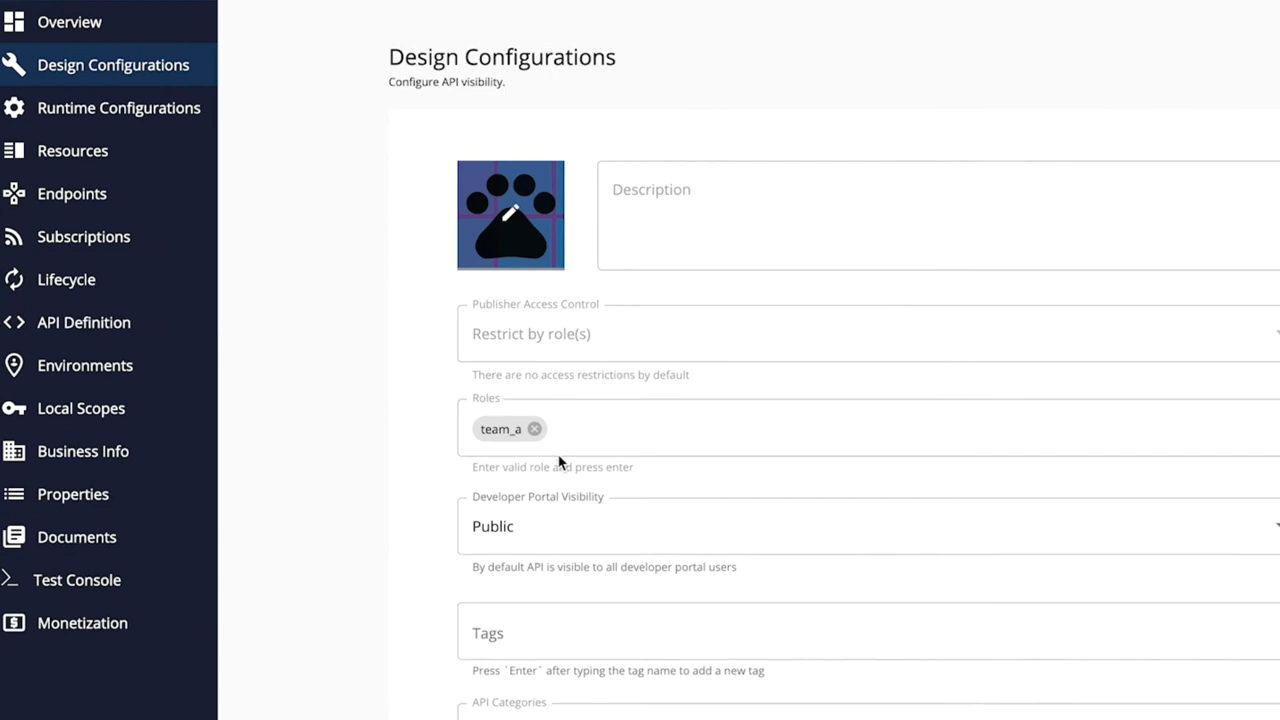 Overview
Design Configurations
Runtime Configurations
Resources
Endpoints
Subscriptions
Lifecycle
API Definition
Environments
Local Scopes
Business Info
Properties
Documents
Test Console
Monetization
Design Configurations
Configure API visibility.
Description
Publisher Access Control
Restrict by role(s)
There are no access restrictions by default
Roles
team_a
Enter valid role and press enter
Developer Portal Visibility
Public
By default API is visible to all developer portal users
Tags
Press `Enter` after typing the tag name to add a new tag
API Categories